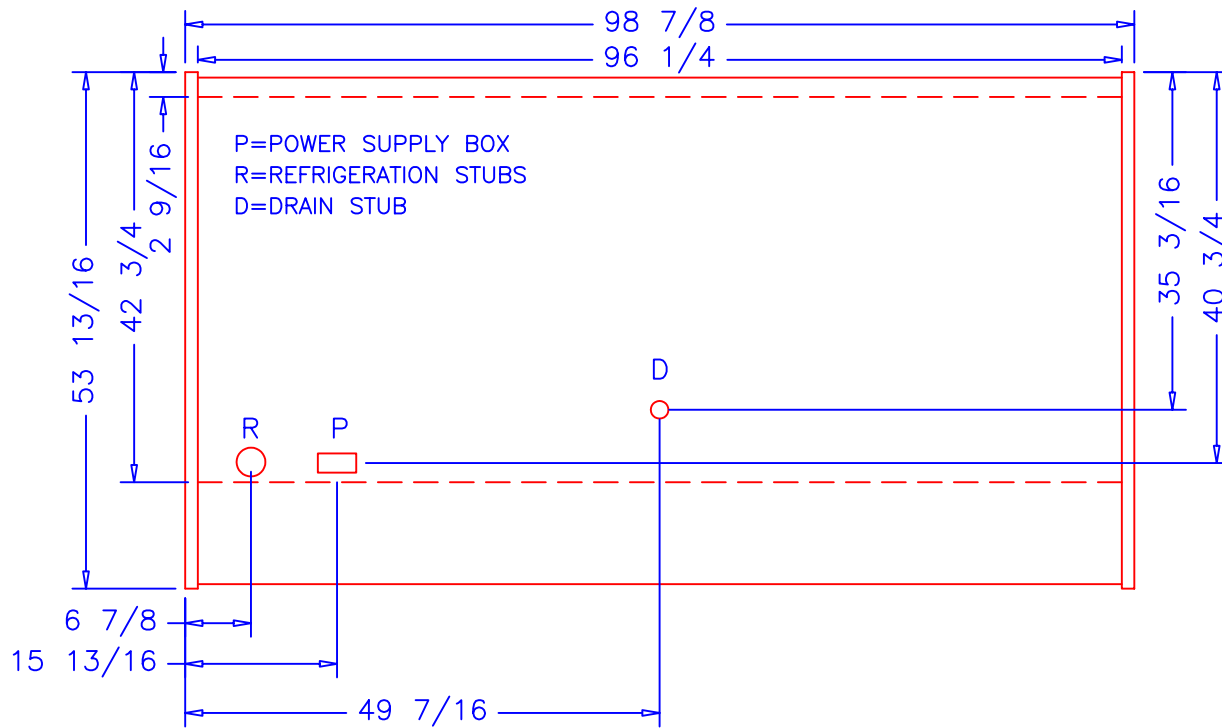 98 7/8
96 1/4
P=POWER SUPPLY BOX
R=REFRIGERATION STUBS
D=DRAIN STUB
2 9/16
42 3/4
53 13/16
35 3/16
40 3/4
D
R
P
6 7/8
15 13/16
49 7/16